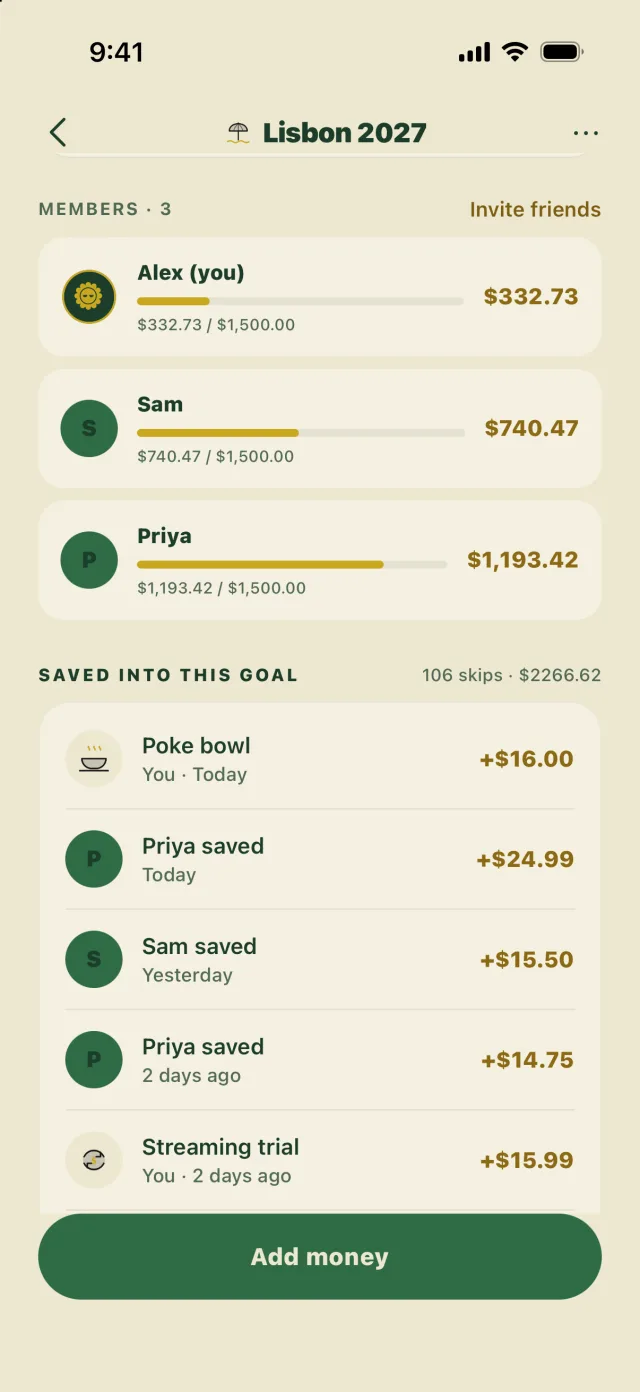 9:41
Lisbon 2027
MEMBERS · 3
Invite friends
Alex (you)
$332.73
$332.73 / $1,500.00
S
Sam
$740.47
$740.47 / $1,500.00
P
Priya
$1,193.42
$1,193.42 / $1,500.00
SAVED INTO THIS GOAL
106 skips · $2266.62
Poke bowl
You · Today
+$16.00
P
Priya saved
Today
+$24.99
S
Sam saved
Yesterday
+$15.50
P
Priya saved
2 days ago
+$14.75
Streaming trial
You · 2 days ago
+$15.99
Add money